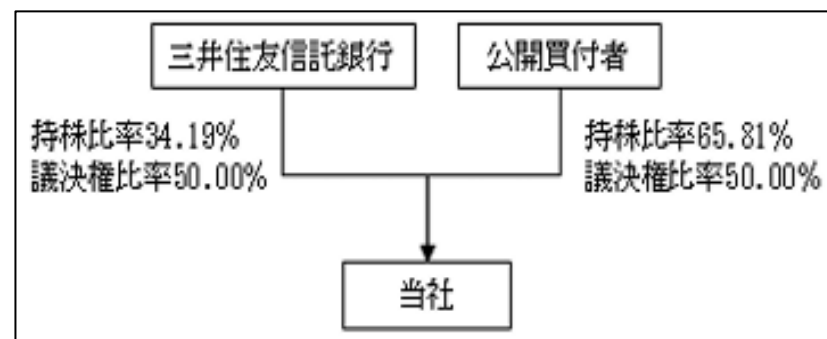 三井住友信託銀行
公開買付者
持株比率34.19%
議決権比率50.00%
持株比率65.81%
議決権比率50.00%
当社